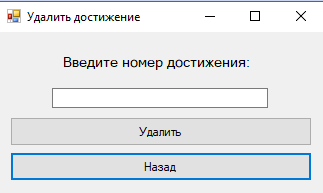 Удалить достижение
Введите номер достижения:
Удалить
Назад